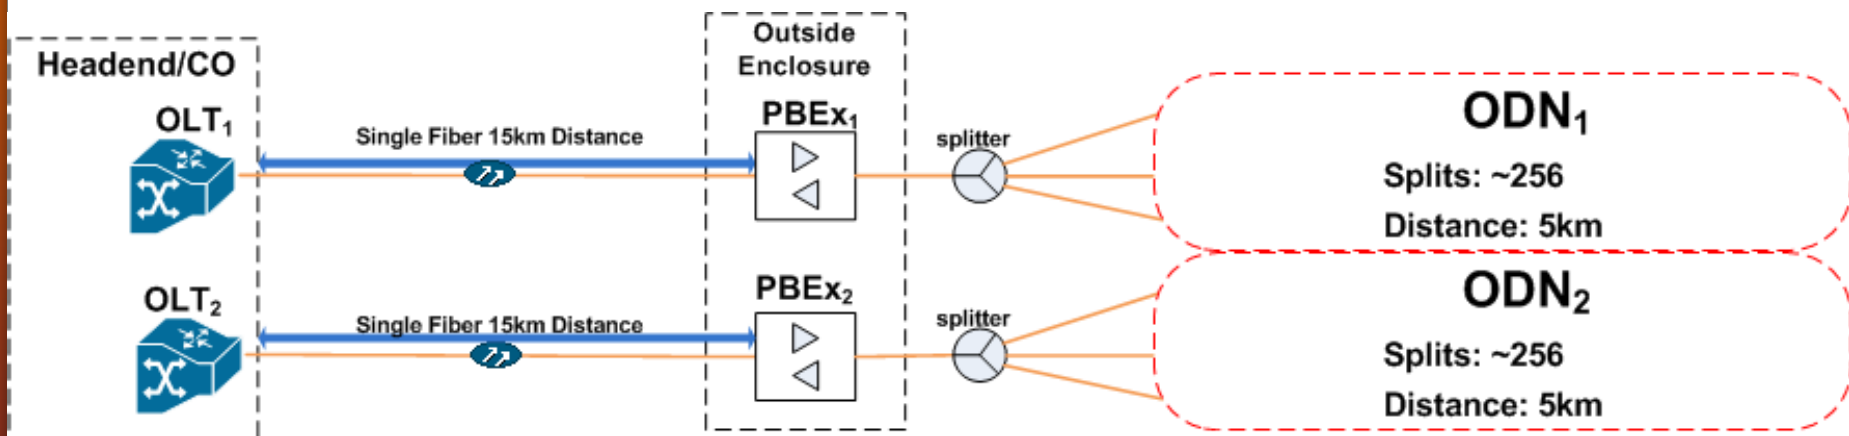 Headend/CO
Outside
Enclosure
OLT1
Single Fiber 15km Distance
PBEx1
splitter
ODN1
Splits: ~256
Distance: 5km
OLT2
Single Fiber 15km Distance
PBEx2
splitter
ODN2
Splits: ~256
Distance: 5km